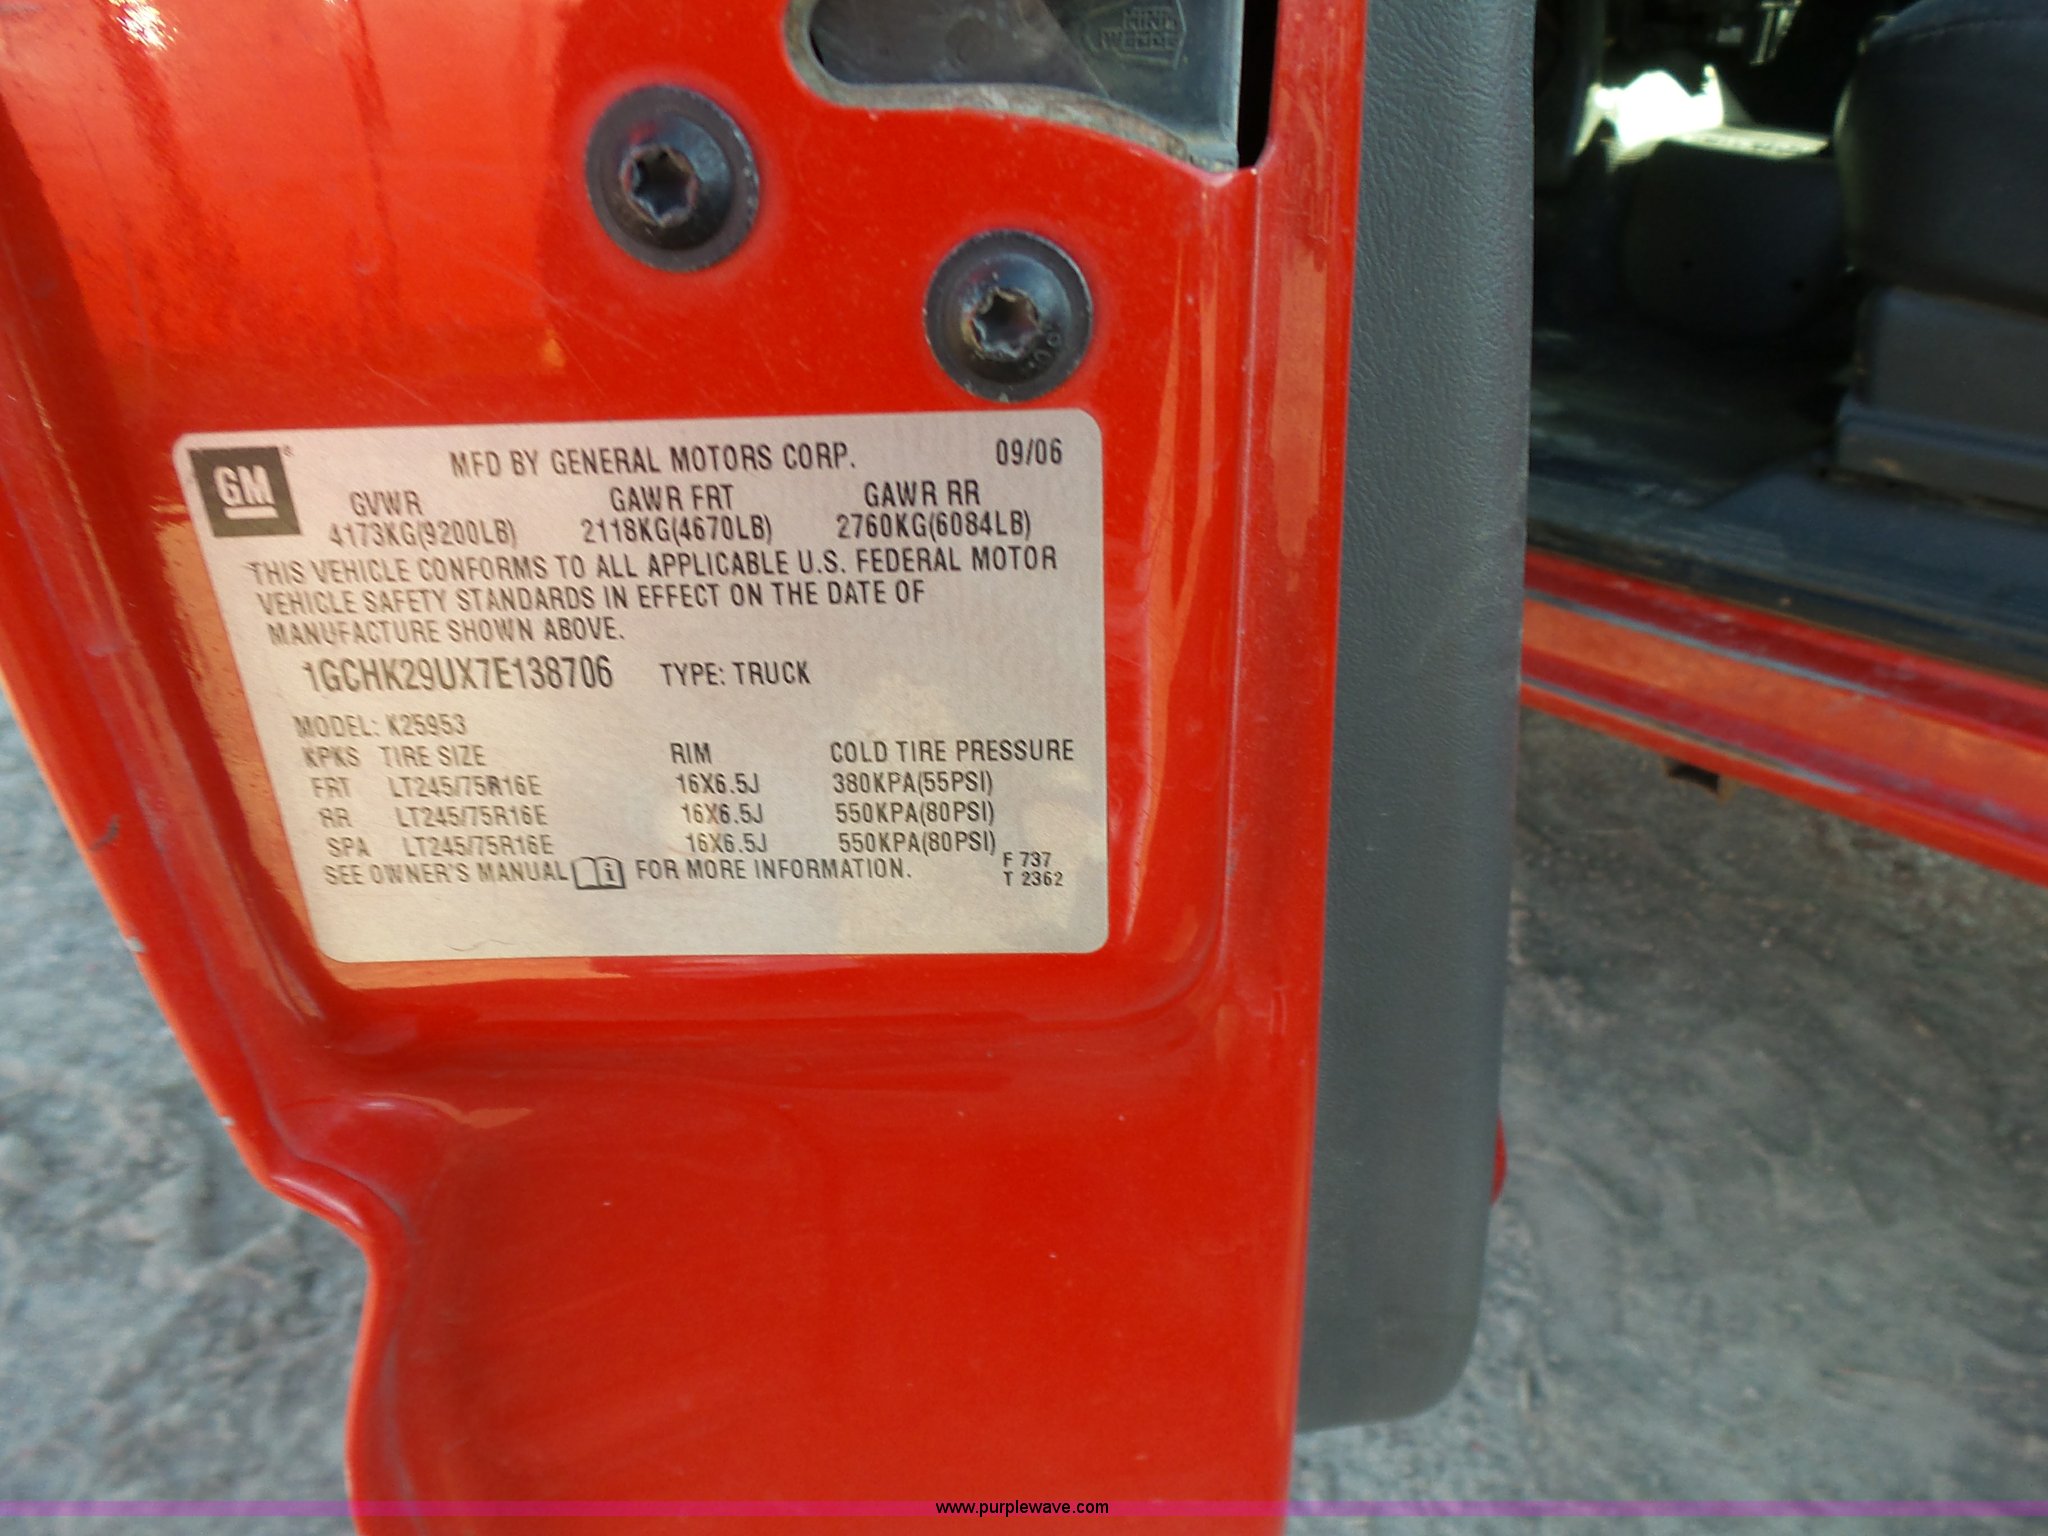 GM
MFD BY GENERAL MOTORS CORP. 09/06
GVWR GAWR FRT GAWR RR
4173KG(9200LB) 2118KG(4670LB) 2760KG(6084LB)
THIS VEHICLE CONFORMS TO ALL APPLICABLE U.S. FEDERAL MOTOR
VEHICLE SAFETY STANDARDS IN EFFECT ON THE DATE OF
MANUFACTURE SHOWN ABOVE.
1GCHK29UX7E138706 TYPE: TRUCK
MODEL: K25953
KPKS TIRE SIZE RIM COLD TIRE PRESSURE
FRT LT245/75R16E 16X6.5J 380KPA(55PSI)
RR LT245/75R16E 16X6.5J 550KPA(80PSI)
SPA LT245/75R16E 16X6.5J 550KPA(80PSI)
SEE OWNER'S MANUAL FOR MORE INFORMATION.
F 737
T 2362
www.purplewave.com